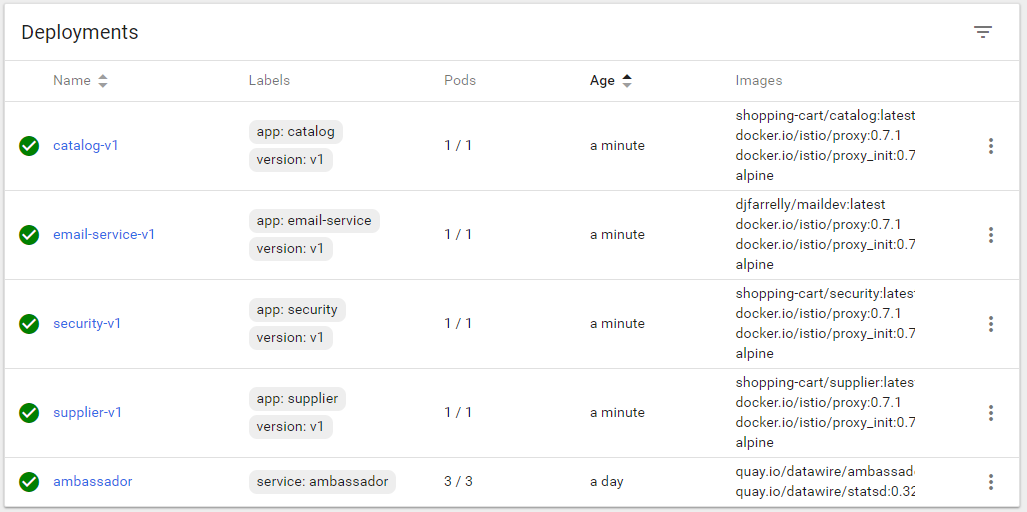 Deployments
Name Labels Pods Age Images
catalog-v1
app: catalog
version: v1
1 / 1
a minute
shopping-cart/catalog:latest
docker.io/istio/proxy:0.7.1
docker.io/istio/proxy_init:0.7
alpine
email-service-v1
app: email-service
version: v1
1 / 1
a minute
djfarrelly/maildev:latest
docker.io/istio/proxy:0.7.1
docker.io/istio/proxy_init:0.7
alpine
security-v1
app: security
version: v1
1 / 1
a minute
shopping-cart/security:latest
docker.io/istio/proxy:0.7.1
docker.io/istio/proxy_init:0.7
alpine
supplier-v1
app: supplier
version: v1
1 / 1
a minute
shopping-cart/supplier:latest
docker.io/istio/proxy:0.7.1
docker.io/istio/proxy_init:0.7
alpine
ambassador
service: ambassador
3 / 3
a day
quay.io/datawire/ambassad
quay.io/datawire/statsd:0.32